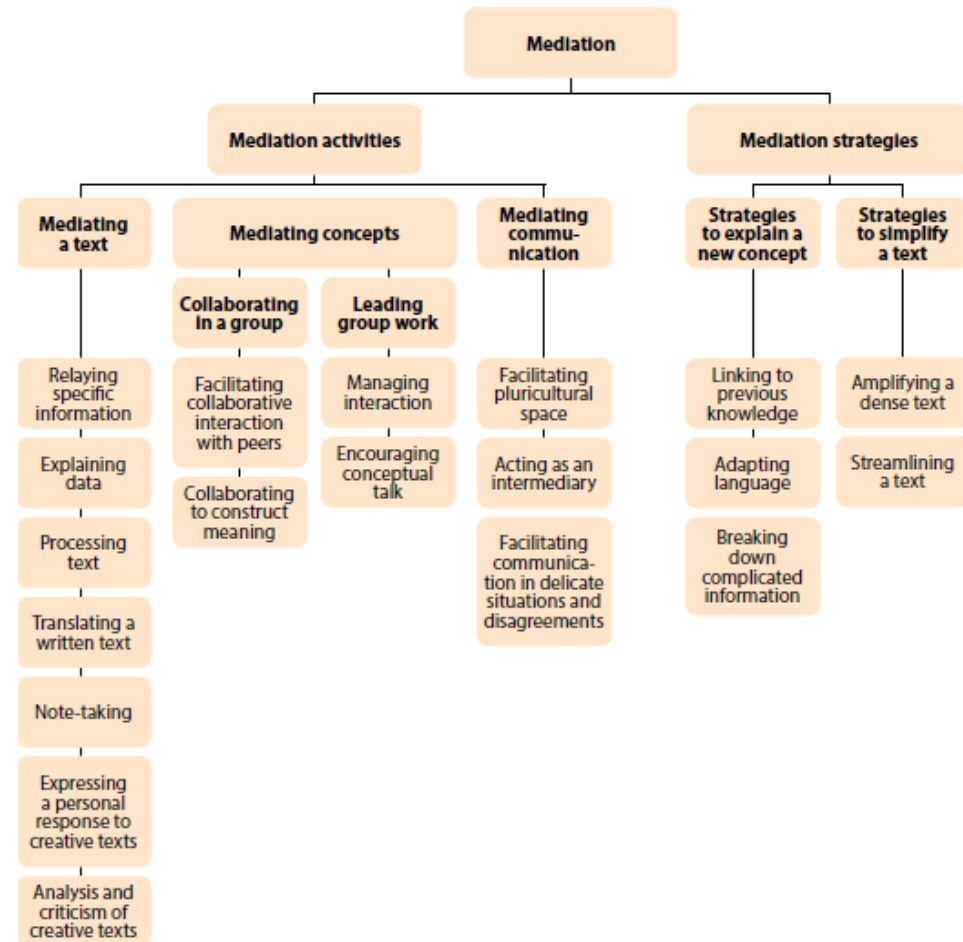 Mediation
Mediation activities
Mediation strategies
Mediating
a text
Mediating concepts
Mediating
commu-
nication
Strategies
to explain a
new concept
Strategies
to simplify
a text
Collaborating
in a group
Leading
group work
Relaying
specific
information
Facilitating
collaborative
interaction
with peers
Managing
interaction
Facilitating
pluricultural
space
Linking to
previous
knowledge
Amplifying a
dense text
Explaining
data
Collaborating
to construct
meaning
Encouraging
conceptual
talk
Acting as an
intermediary
Adapting
language
Streamlining
a text
Processing
text
Facilitating
communica-
tion in delicate
situations and
disagreements
Breaking
down
complicated
information
Translating a
written text
Note-taking
Expressing
a personal
response to
creative texts
Analysis and
criticism of
creative texts